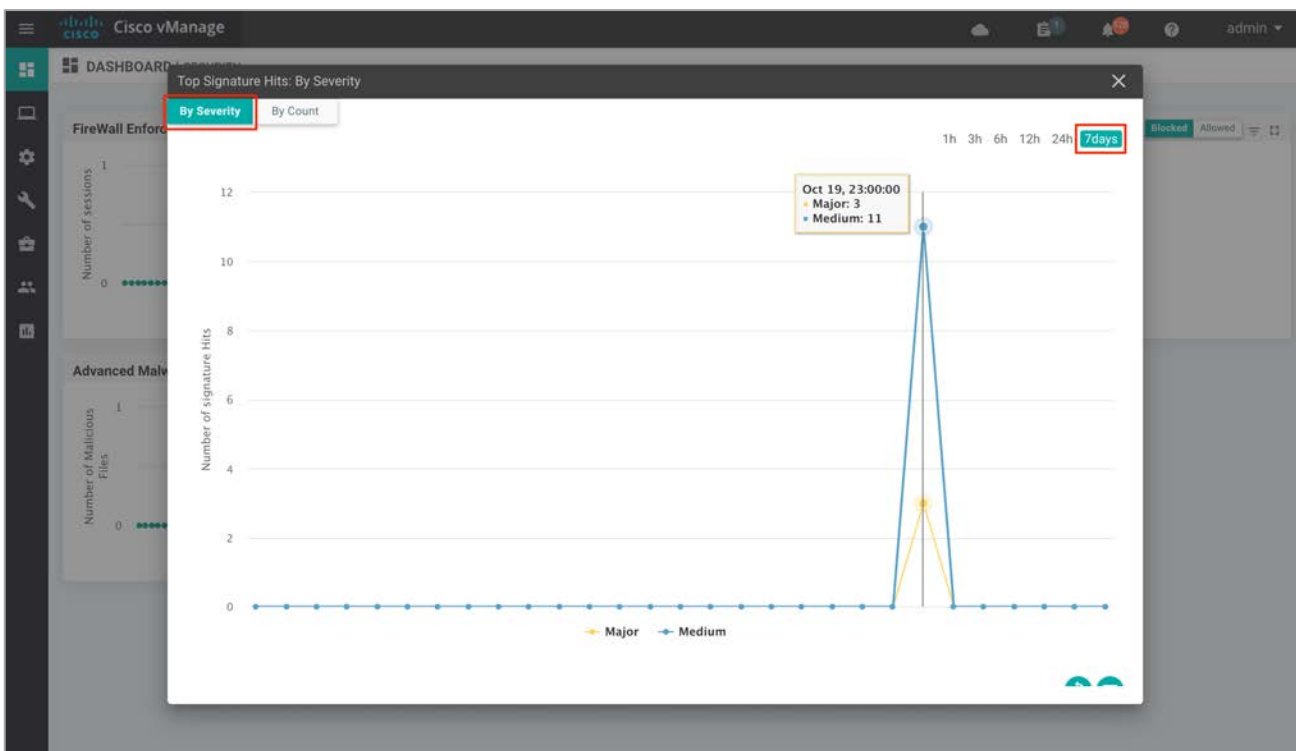 cisco Cisco vManage
1
admin
DASHBOARD
Top Signature Hits: By Severity
By Severity By Count
FireWall Enforc
Blocked Allowed
1h 3h 6h 12h 24h 7days
Number of sessions
1
0
Oct 19, 23:00:00
Major: 3
Medium: 11
Number of signature Hits
12
10
8
6
4
2
0
Major Medium
Advanced Malw
Number of Malicious
Files
1
0